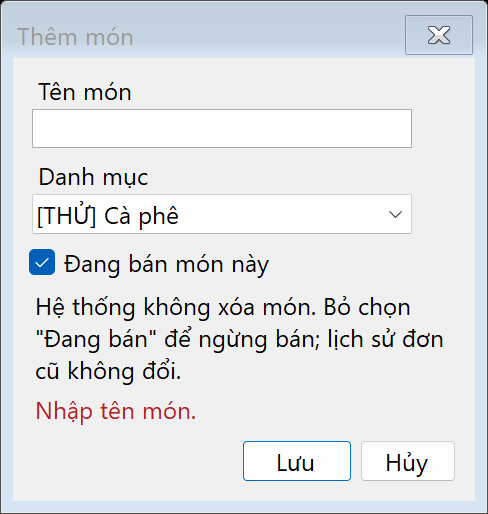 Thêm món
Tên món
Danh mục
[THỬ] Cà phê
Đang bán món này
Hệ thống không xóa món. Bỏ chọn
"Đang bán" để ngừng bán; lịch sử đơn
cũ không đổi.
Nhập tên món.
Lưu
Hủy